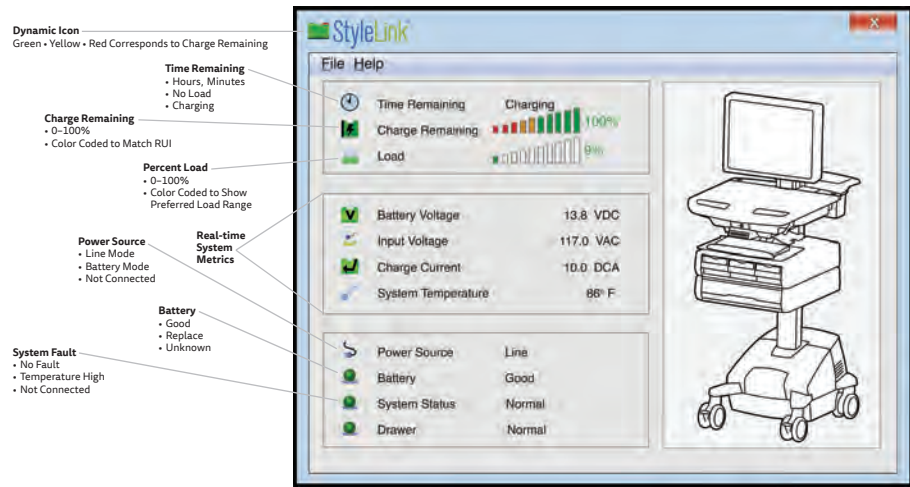 Dynamic Icon
Green • Yellow • Red Corresponds to Charge Remaining
Time Remaining
• Hours, Minutes
• No Load
• Charging
Charge Remaining
• 0–100%
• Color Coded to Match RUI
Percent Load
• 0–100%
• Color Coded to Show
Preferred Load Range
Real-time
System
Metrics
Power Source
• Line Mode
• Battery Mode
• Not Connected
Battery
• Good
• Replace
• Unknown
System Fault
• No Fault
• Temperature High
• Not Connected
StyleLink
X
File Help
Time Remaining Charging
Charge Remaining 100%
Load 9%
V Battery Voltage 13.8 VDC
Input Voltage 117.0 VAC
Charge Current 10.0 DCA
System Temperature 86° F
Power Source Line
Battery Good
System Status Normal
Drawer Normal